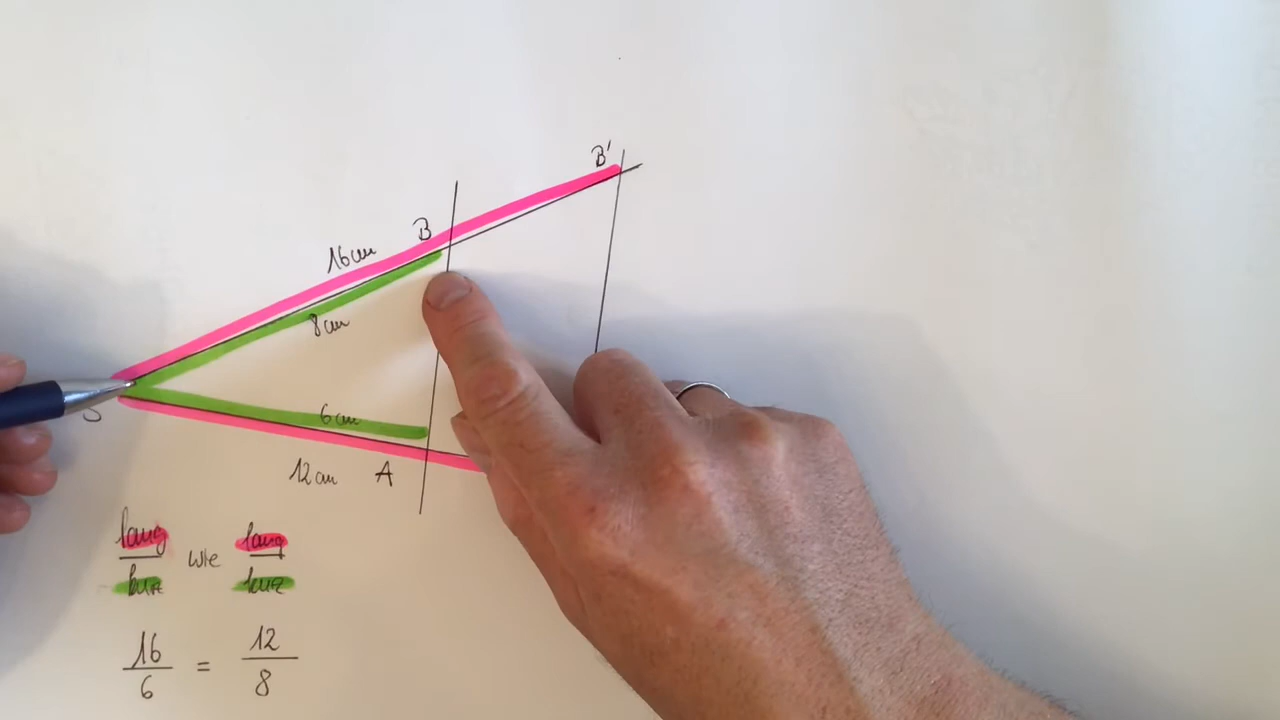 B'
B
16cm
8cm
6cm
S
12cm A
lang wie lang
kurz kurz
16 = 12
6 8